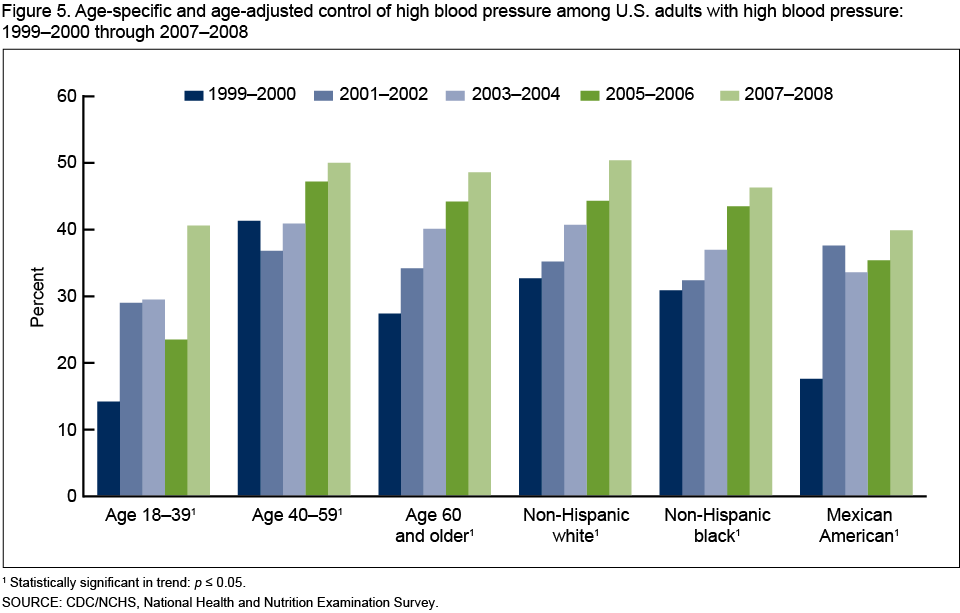 Figure 5. Age-specific and age-adjusted control of high blood pressure among U.S. adults with high blood pressure:
1999–2000 through 2007–2008
1999–2000 2001–2002 2003–2004 2005–2006 2007–2008
Percent
60
50
40
30
20
10
0
Age 18–39¹ Age 40–59¹ Age 60 Non-Hispanic Non-Hispanic Mexican
and older¹ white¹ black¹ American¹
¹ Statistically significant in trend: p ≤ 0.05.
SOURCE: CDC/NCHS, National Health and Nutrition Examination Survey.